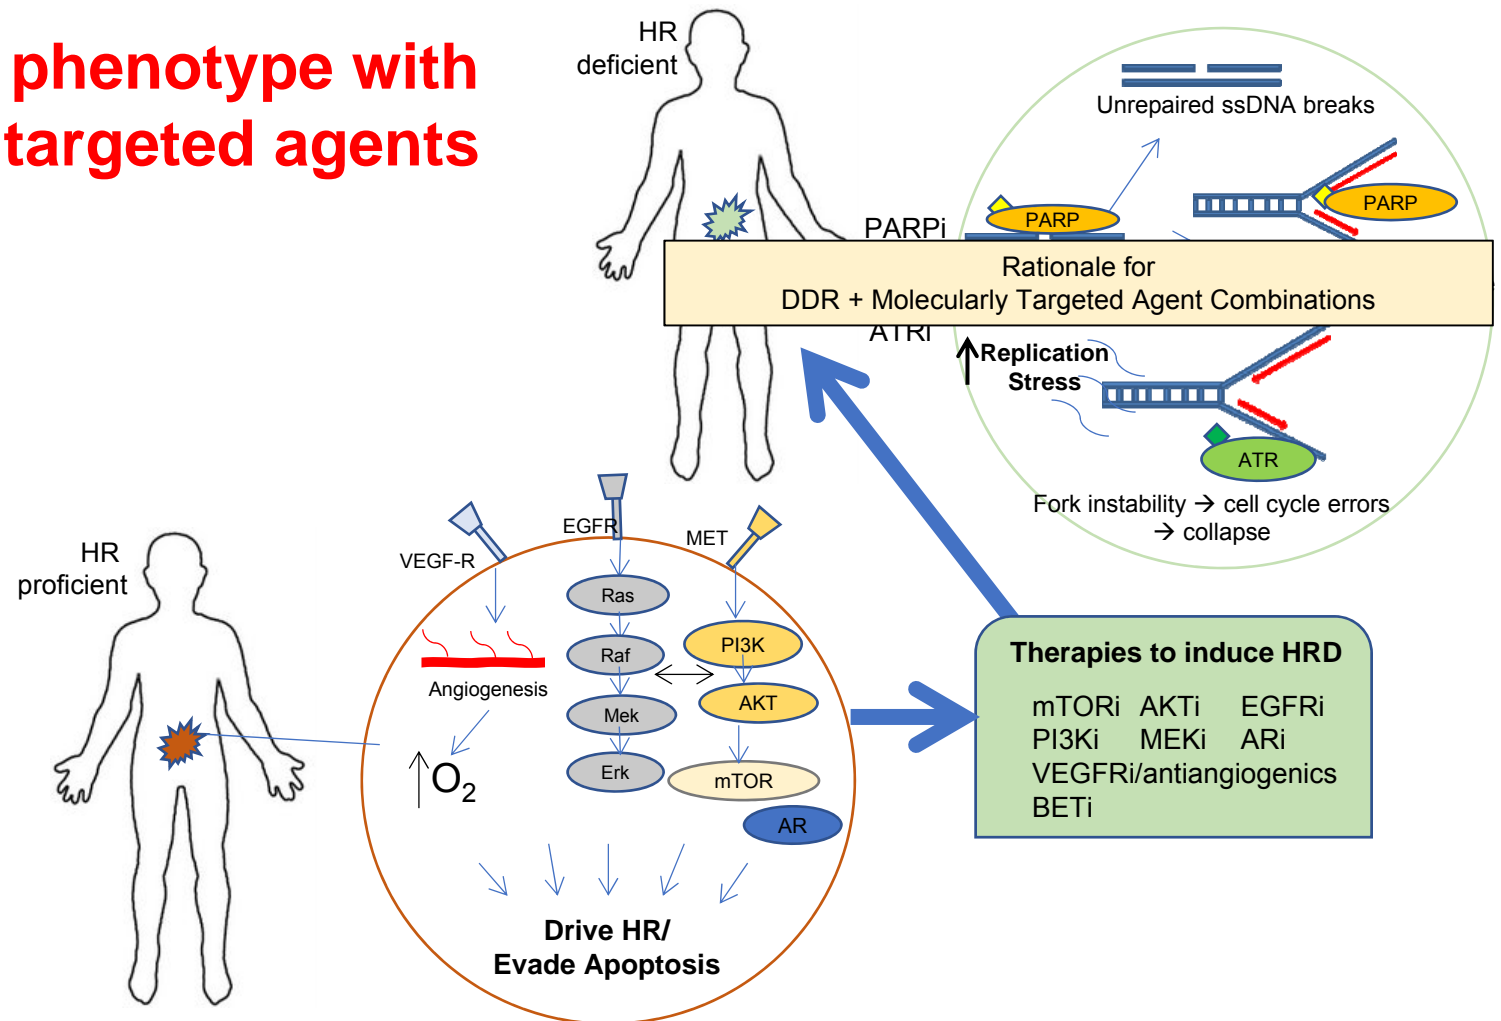 phenotype with
targeted agents
HR
deficient
Unrepaired ssDNA breaks
PARP
PARP
PARPi
Rationale for
DDR + Molecularly Targeted Agent Combinations
ATRi
Replication
Stress
ATR
Fork instability → cell cycle errors
→ collapse
HR
proficient
VEGF-R
EGFR
MET
Ras
Raf
Mek
Erk
PI3K
AKT
mTOR
AR
Angiogenesis
O2
Drive HR/
Evade Apoptosis
Therapies to induce HRD
mTORi AKTi EGFRi
PI3Ki MEKi ARi
VEGFRi/antiangiogenics
BETi